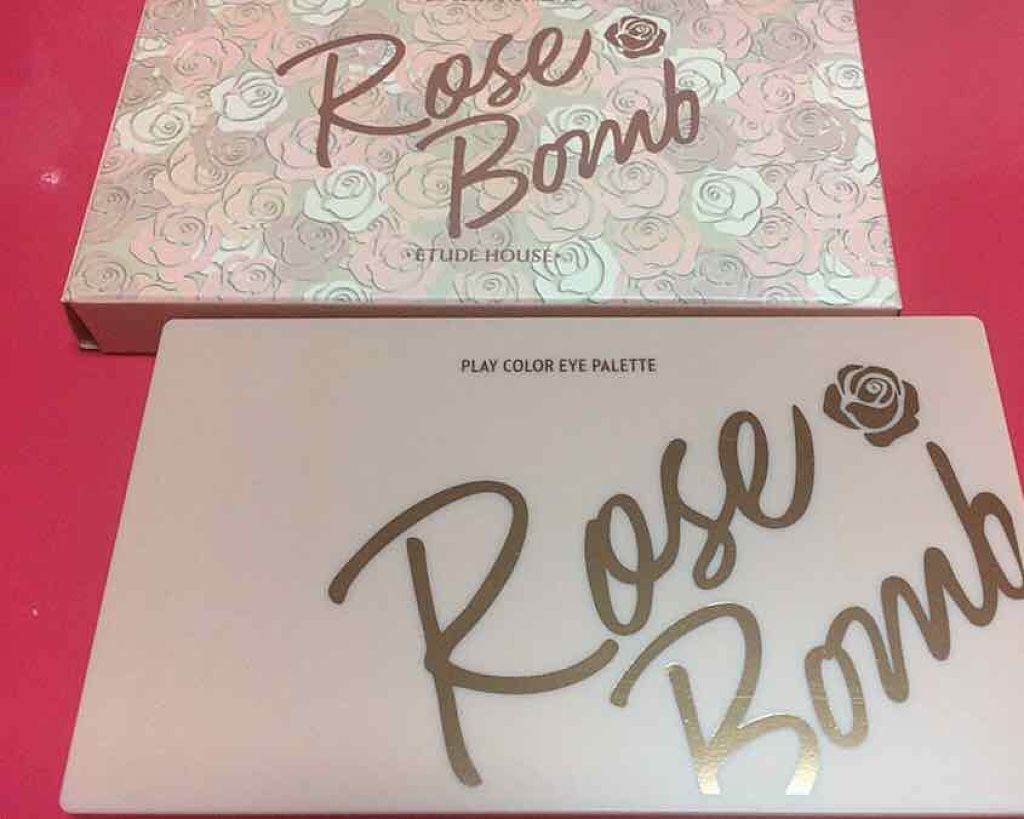 Rose
Bomb
ETUDE HOUSE
PLAY COLOR EYE PALETTE
Rose
Bomb